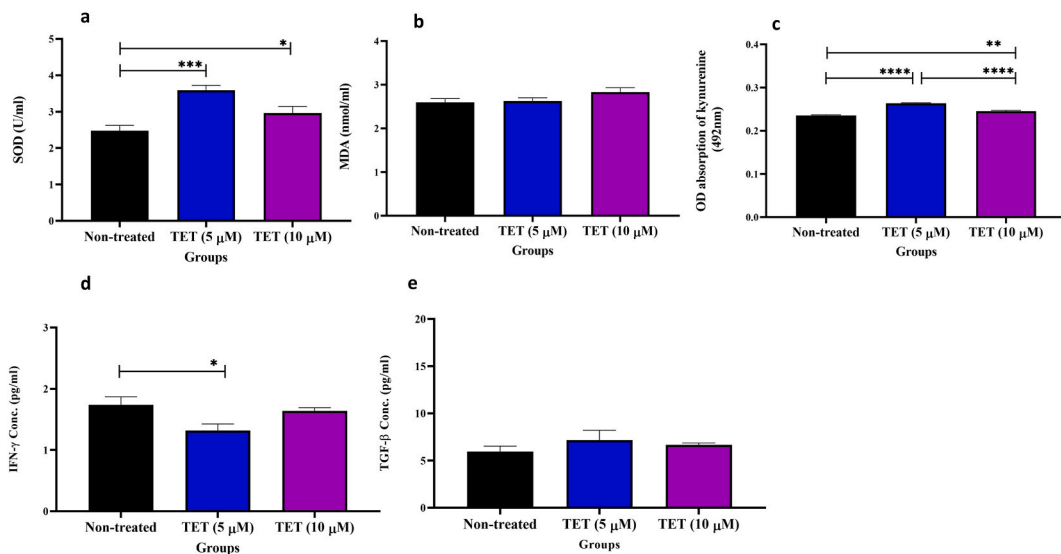 a
SOD (U/ml)
5
4
3
2
1
0
***
*
Non-treated TET (5 μM) TET (10 μM)
Groups
b
MDA (nmol/ml)
4
3
2
1
0
Non-treated TET (5 μM) TET (10 μM)
Groups
c
OD absorption of kynurenine
(492nm)
0.4
0.3
0.2
0.1
0.0
**
**** ****
Non-treated TET (5 μM) TET (10 μM)
Groups
d
IFN-γ Conc. (pg/ml)
3
2
1
0
*
Non-treated TET (5 μM) TET (10 μM)
Groups
e
TGF-β Conc. (pg/ml)
20
15
10
5
0
Non-treated TET (5 μM) TET (10 μM)
Groups